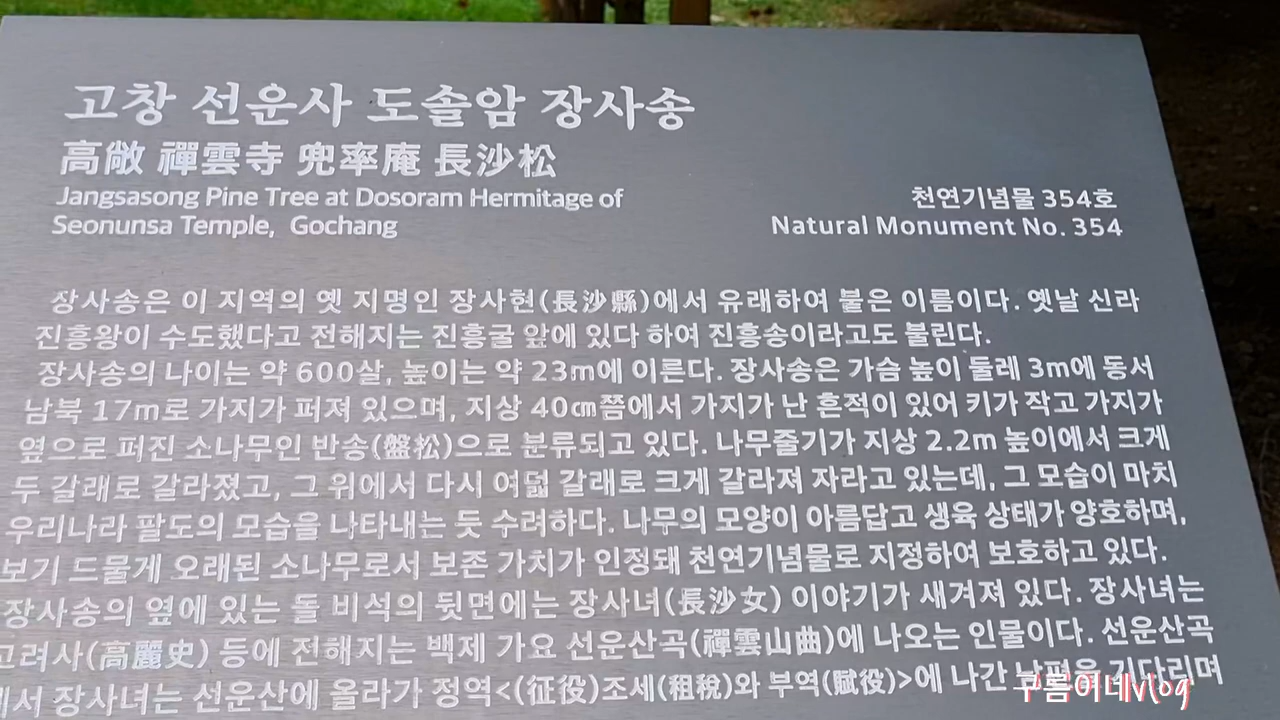 고창 선운사 도솔암 장사송
高敞 禪雲寺 兜率庵 長沙松
Jangsasong Pine Tree at Dosoram Hermitage of
Seonunsa Temple, Gochang
천연기념물 354호
Natural Monument No. 354
장사송은 이 지역의 옛 지명인 장사현(長沙縣)에서 유래하여 붙은 이름이다. 옛날 신라
진흥왕이 수도했다고 전해지는 진흥굴 앞에 있다 하여 진흥송이라고도 불린다.
장사송의 나이는 약 600살, 높이는 약 23m에 이른다. 장사송은 가슴 높이 둘레 3m에 동서
남북 17m로 가지가 퍼져 있으며, 지상 40㎝쯤에서 가지가 난 흔적이 있어 키가 작고 가지가
옆으로 퍼진 소나무인 반송(盤松)으로 분류되고 있다. 나무줄기가 지상 2.2m 높이에서 크게
두 갈래로 갈라졌고, 그 위에서 다시 여덟 갈래로 크게 갈라져 자라고 있는데, 그 모습이 마치
우리나라 팔도의 모습을 나타내는 듯 수려하다. 나무의 모양이 아름답고 생육 상태가 양호하며,
보기 드물게 오래된 소나무로서 보존 가치가 인정돼 천연기념물로 지정하여 보호하고 있다.
장사송의 옆에 있는 돌 비석의 뒷면에는 장사녀(長沙女) 이야기가 새겨져 있다. 장사녀는
고려사(高麗史) 등에 전해지는 백제 가요 선운산곡(禪雲山曲)에 나오는 인물이다. 선운산곡
에서 장사녀는 선운산에 올라가 정역<(征役)조세(租稅)와 부역(賦役)>에 나간 남편을 기다리며
구름이네vlog